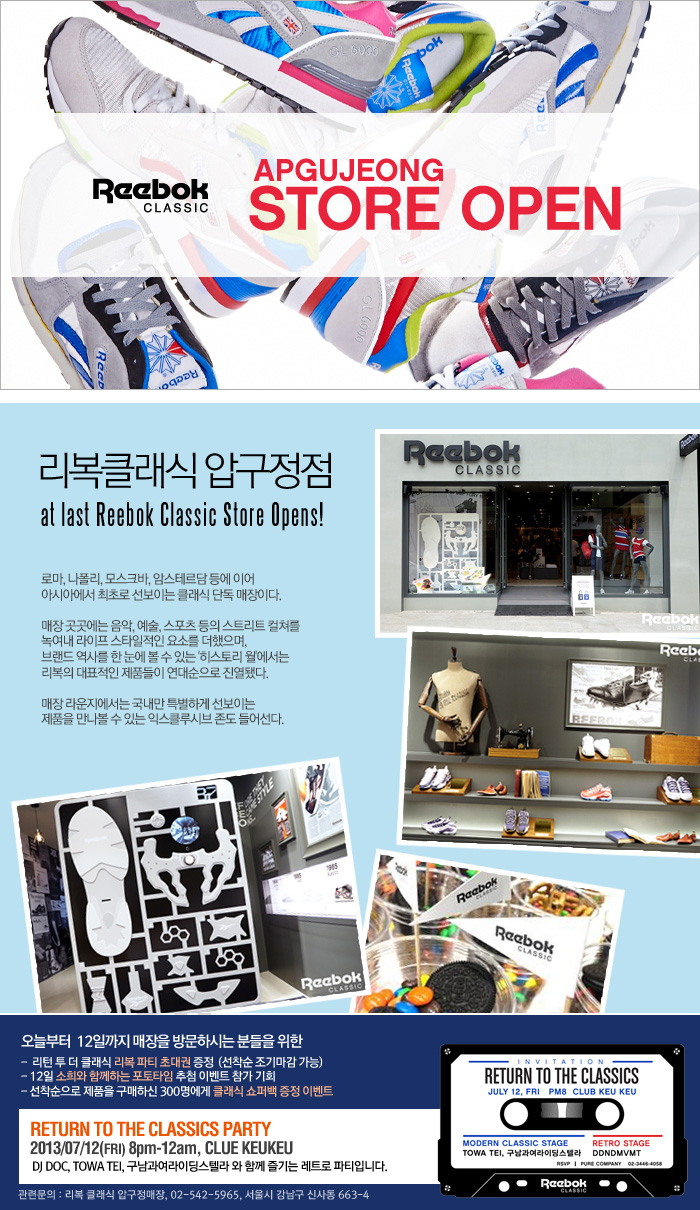 GL 6000
Reebok
Reebok
CLASSIC
APGUJEONG
STORE OPEN
GL 6000
Reebok
Reebok
리복클래식 압구정점
at last Reebok Classic Store Opens!
로마, 나폴리, 모스크바, 암스테르담 등에 이어
아시아에서 최초로 선보이는 클래식 단독 매장이다.
매장 곳곳에는 음악, 예술, 스포츠 등의 스트리트 컬쳐를
녹여내 라이프 스타일적인 요소를 더했으며,
브랜드 역사를 한 눈에 볼 수 있는 '히스토리 월'에서는
리복의 대표적인 제품들이 연대순으로 진열됐다.
매장 라운지에서는 국내만 특별하게 선보이는
제품을 만나볼 수 있는 익스클루시브 존도 들어선다.
Reebok
CLASSIC
Reebok
CLASSIC
Reebok
CLASSIC
REEBOK
1985
1989
Reebok
CLASSIC
Reebok
CLASSIC
Reebok
CLASSIC
오늘부터 12일까지 매장을 방문하시는 분들을 위한
- 리턴 투 더 클래식 리복 파티 초대권 증정 (선착순 조기마감 가능)
- 12일 소희와 함께하는 포토타임 추첨 이벤트 참가 기회
- 선착순으로 제품을 구매하신 300명에게 클래식 쇼퍼백 증정 이벤트
RETURN TO THE CLASSICS PARTY
2013/07/12(FRI) 8pm-12am, CLUE KEUKEU
DJ DOC, TOWA TEI, 구남과여라이딩스텔라 와 함께 즐기는 레트로 파티입니다.
관련문의 : 리복 클래식 압구정매장, 02-542-5965, 서울시 강남구 신사동 663-4
INVITATION
RETURN TO THE CLASSICS
JULY 12, FRI PM8 CLUB KEU KEU
MODERN CLASSIC STAGE
TOWA TEI, 구남과여라이딩스텔라
RETRO STAGE
DDNDMVMT
RSVP | PURE COMPANY 02-3446-4058
Reebok
CLASSIC